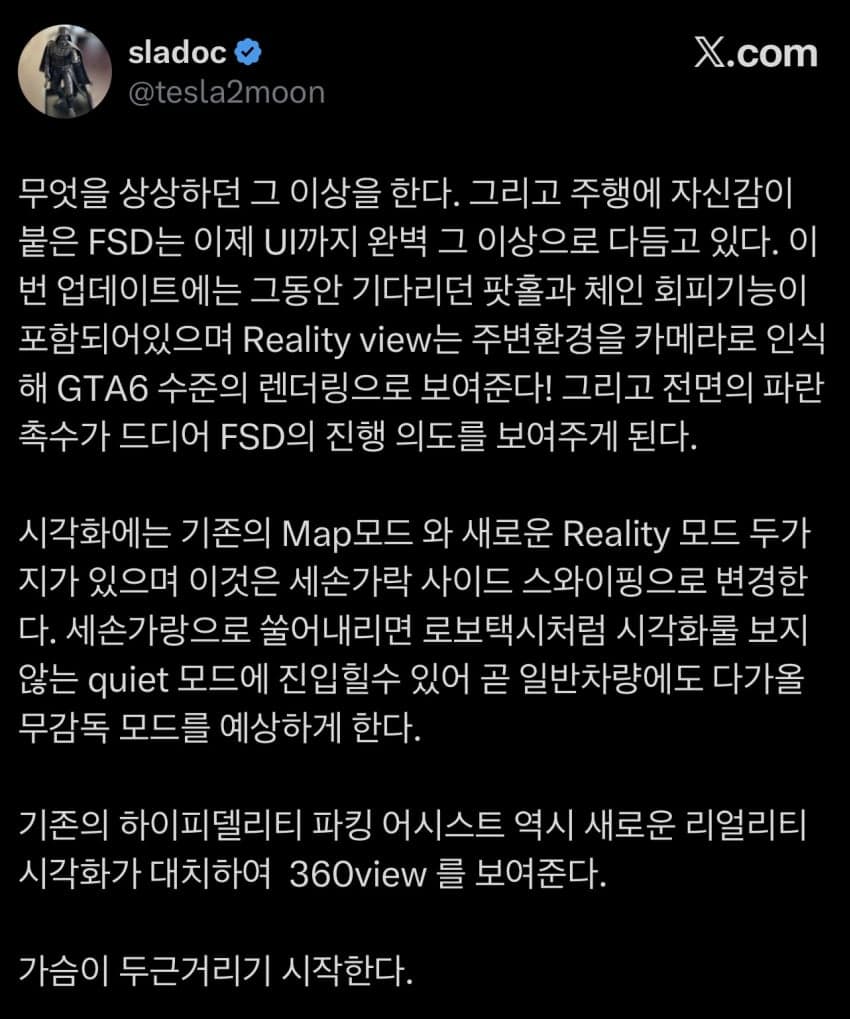 sladoc
@tesla2moon
X.com
무엇을 상상하던 그 이상을 한다. 그리고 주행에 자신감이
붙은 FSD는 이제 UI까지 완벽 그 이상으로 다듬고 있다. 이
번 업데이트에는 그동안 기다리던 팟홀과 체인 회피기능이
포함되어있으며 Reality view는 주변환경을 카메라로 인식
해 GTA6 수준의 렌더링으로 보여준다! 그리고 전면의 파란
촉수가 드디어 FSD의 진행 의도를 보여주게 된다.
시각화에는 기존의 Map모드 와 새로운 Reality 모드 두가
지가 있으며 이것은 세손가락 사이드 스와이핑으로 변경한
다. 세손가랑으로 쓸어내리면 로보택시처럼 시각화룰 보지
않는 quiet 모드에 진입힐수 있어 곧 일반차량에도 다가올
무감독 모드를 예상하게 한다.
기존의 하이피델리티 파킹 어시스트 역시 새로운 리얼리티
시각화가 대치하여  360view 를 보여준다.
가슴이 두근거리기 시작한다.